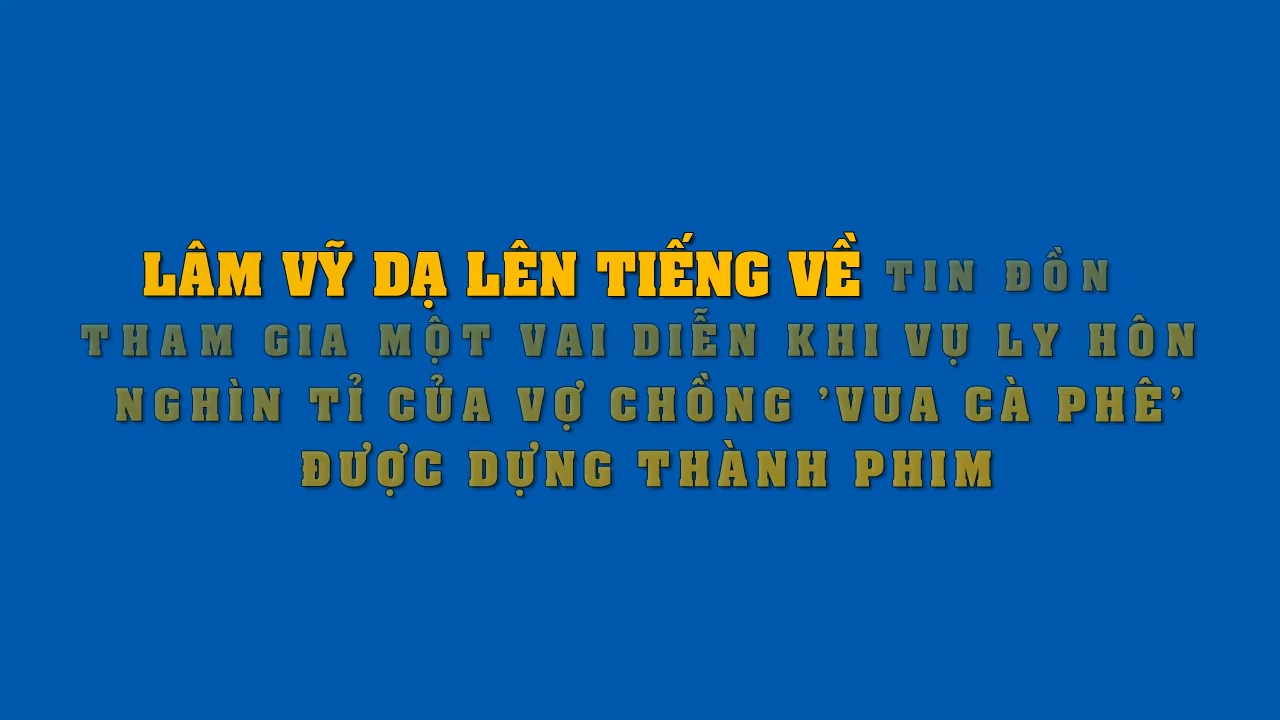 LÂM VỸ DẠ LÊN TIẾNG VỀ TIN ĐỒN
THAM GIA MỘT VAI DIỄN KHI VỤ LY HÔN
NGHÌN TỈ CỦA VỢ CHỒNG 'VUA CÀ PHÊ'
ĐƯỢC DỰNG THÀNH PHIM